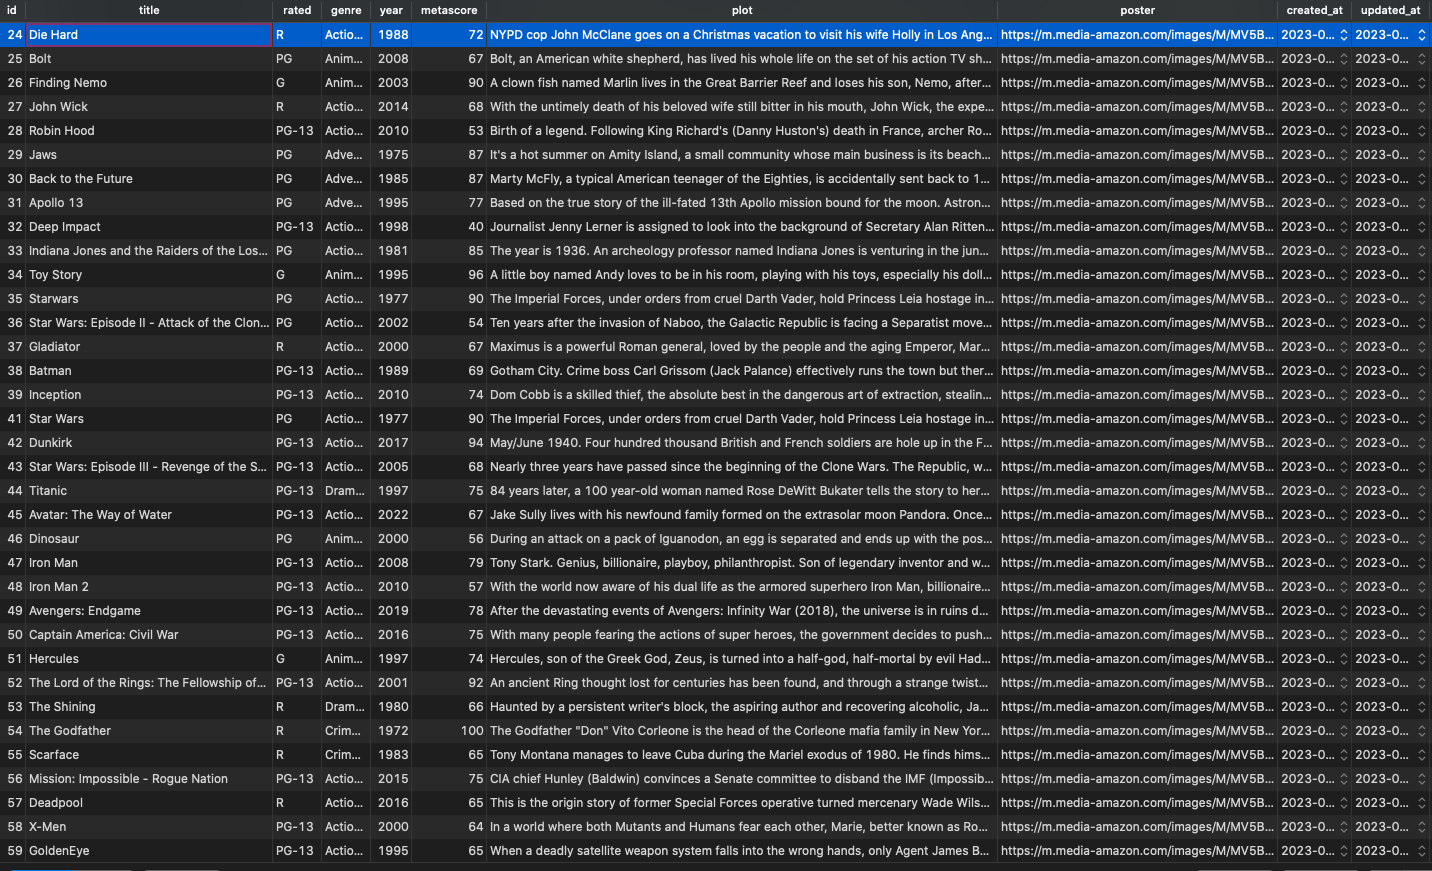 id title rated genre year metascore plot poster created_at updated_at
24 Die Hard R Actio... 1988 72 NYPD cop John McClane goes on a Christmas vacation to visit his wife Holly in Los Ang... https://m.media-amazon.com/images/M/MV5B... 2023-0... 2023-0...
25 Bolt PG Anim... 2008 67 Bolt, an American white shepherd, has lived his whole life on the set of his action TV sh... https://m.media-amazon.com/images/M/MV5B... 2023-0... 2023-0...
26 Finding Nemo G Anim... 2003 90 A clown fish named Marlin lives in the Great Barrier Reef and loses his son, Nemo, after... https://m.media-amazon.com/images/M/MV5B... 2023-0... 2023-0...
27 John Wick R Actio... 2014 68 With the untimely death of his beloved wife still bitter in his mouth, John Wick, the expe... https://m.media-amazon.com/images/M/MV5B... 2023-0... 2023-0...
28 Robin Hood PG-13 Actio... 2010 53 Birth of a legend. Following King Richard's (Danny Huston's) death in France, archer Ro... https://m.media-amazon.com/images/M/MV5B... 2023-0... 2023-0...
29 Jaws PG Adve... 1975 87 It's a hot summer on Amity Island, a small community whose main business is its beach... https://m.media-amazon.com/images/M/MV5B... 2023-0... 2023-0...
30 Back to the Future PG Adve... 1985 87 Marty McFly, a typical American teenager of the Eighties, is accidentally sent back to 1... https://m.media-amazon.com/images/M/MV5B... 2023-0... 2023-0...
31 Apollo 13 PG Adve... 1995 77 Based on the true story of the ill-fated 13th Apollo mission bound for the moon. Astron... https://m.media-amazon.com/images/M/MV5B... 2023-0... 2023-0...
32 Deep Impact PG-13 Actio... 1998 40 Journalist Jenny Lerner is assigned to look into the background of Secretary Alan Ritten... https://m.media-amazon.com/images/M/MV5B... 2023-0... 2023-0...
33 Indiana Jones and the Raiders of the Los... PG Actio... 1981 85 The year is 1936. An archeology professor named Indiana Jones is venturing in the jun... https://m.media-amazon.com/images/M/MV5B... 2023-0... 2023-0...
34 Toy Story G Anim... 1995 96 A little boy named Andy loves to be in his room, playing with his toys, especially his doll... https://m.media-amazon.com/images/M/MV5B... 2023-0... 2023-0...
35 Starwars PG Actio... 1977 90 The Imperial Forces, under orders from cruel Darth Vader, hold Princess Leia hostage in... https://m.media-amazon.com/images/M/MV5B... 2023-0... 2023-0...
36 Star Wars: Episode II - Attack of the Clon... PG Actio... 2002 54 Ten years after the invasion of Naboo, the Galactic Republic is facing a Separatist move... https://m.media-amazon.com/images/M/MV5B... 2023-0... 2023-0...
37 Gladiator R Actio... 2000 67 Maximus is a powerful Roman general, loved by the people and the aging Emperor, Mar... https://m.media-amazon.com/images/M/MV5B... 2023-0... 2023-0...
38 Batman PG-13 Actio... 1989 69 Gotham City. Crime boss Carl Grissom (Jack Palance) effectively runs the town but ther... https://m.media-amazon.com/images/M/MV5B... 2023-0... 2023-0...
39 Inception PG-13 Actio... 2010 74 Dom Cobb is a skilled thief, the absolute best in the dangerous art of extraction, stealin... https://m.media-amazon.com/images/M/MV5B... 2023-0... 2023-0...
41 Star Wars PG Actio... 1977 90 The Imperial Forces, under orders from cruel Darth Vader, hold Princess Leia hostage in... https://m.media-amazon.com/images/M/MV5B... 2023-0... 2023-0...
42 Dunkirk PG-13 Actio... 2017 94 May/June 1940. Four hundred thousand British and French soldiers are hole up in the F... https://m.media-amazon.com/images/M/MV5B... 2023-0... 2023-0...
43 Star Wars: Episode III - Revenge of the S... PG-13 Actio... 2005 68 Nearly three years have passed since the beginning of the Clone Wars. The Republic, w... https://m.media-amazon.com/images/M/MV5B... 2023-0... 2023-0...
44 Titanic PG-13 Dram... 1997 75 84 years later, a 100 year-old woman named Rose DeWitt Bukater tells the story to her... https://m.media-amazon.com/images/M/MV5B... 2023-0... 2023-0...
45 Avatar: The Way of Water PG-13 Actio... 2022 67 Jake Sully lives with his newfound family formed on the extrasolar moon Pandora. Once... https://m.media-amazon.com/images/M/MV5B... 2023-0... 2023-0...
46 Dinosaur PG Anim... 2000 56 During an attack on a pack of Iguanodon, an egg is separated and ends up with the pos... https://m.media-amazon.com/images/M/MV5B... 2023-0... 2023-0...
47 Iron Man PG-13 Actio... 2008 79 Tony Stark. Genius, billionaire, playboy, philanthropist. Son of legendary inventor and w... https://m.media-amazon.com/images/M/MV5B... 2023-0... 2023-0...
48 Iron Man 2 PG-13 Actio... 2010 57 With the world now aware of his dual life as the armored superhero Iron Man, billionaire... https://m.media-amazon.com/images/M/MV5B... 2023-0... 2023-0...
49 Avengers: Endgame PG-13 Actio... 2019 78 After the devastating events of Avengers: Infinity War (2018), the universe is in ruins d... https://m.media-amazon.com/images/M/MV5B... 2023-0... 2023-0...
50 Captain America: Civil War PG-13 Actio... 2016 75 With many people fearing the actions of super heroes, the government decides to push... https://m.media-amazon.com/images/M/MV5B... 2023-0... 2023-0...
51 Hercules G Anim... 1997 74 Hercules, son of the Greek God, Zeus, is turned into a half-god, half-mortal by evil Had... https://m.media-amazon.com/images/M/MV5B... 2023-0... 2023-0...
52 The Lord of the Rings: The Fellowship of... PG-13 Actio... 2001 92 An ancient Ring thought lost for centuries has been found, and through a strange twist... https://m.media-amazon.com/images/M/MV5B... 2023-0... 2023-0...
53 The Shining R Dram... 1980 66 Haunted by a persistent writer's block, the aspiring author and recovering alcoholic, Ja... https://m.media-amazon.com/images/M/MV5B... 2023-0... 2023-0...
54 The Godfather R Crim... 1972 100 The Godfather "Don" Vito Corleone is the head of the Corleone mafia family in New Yor... https://m.media-amazon.com/images/M/MV5B... 2023-0... 2023-0...
55 Scarface R Crim... 1983 65 Tony Montana manages to leave Cuba during the Mariel exodus of 1980. He finds hims... https://m.media-amazon.com/images/M/MV5B... 2023-0... 2023-0...
56 Mission: Impossible - Rogue Nation PG-13 Actio... 2015 75 CIA chief Hunley (Baldwin) convinces a Senate committee to disband the IMF (Impossib... https://m.media-amazon.com/images/M/MV5B... 2023-0... 2023-0...
57 Deadpool R Actio... 2016 65 This is the origin story of former Special Forces operative turned mercenary Wade Wils... https://m.media-amazon.com/images/M/MV5B... 2023-0... 2023-0...
58 X-Men PG-13 Actio... 2000 64 In a world where both Mutants and Humans fear each other, Marie, better known as Ro... https://m.media-amazon.com/images/M/MV5B... 2023-0... 2023-0...
59 GoldenEye PG-13 Actio... 1995 65 When a deadly satellite weapon system falls into the wrong hands, only Agent James B... https://m.media-amazon.com/images/M/MV5B... 2023-0... 2023-0...